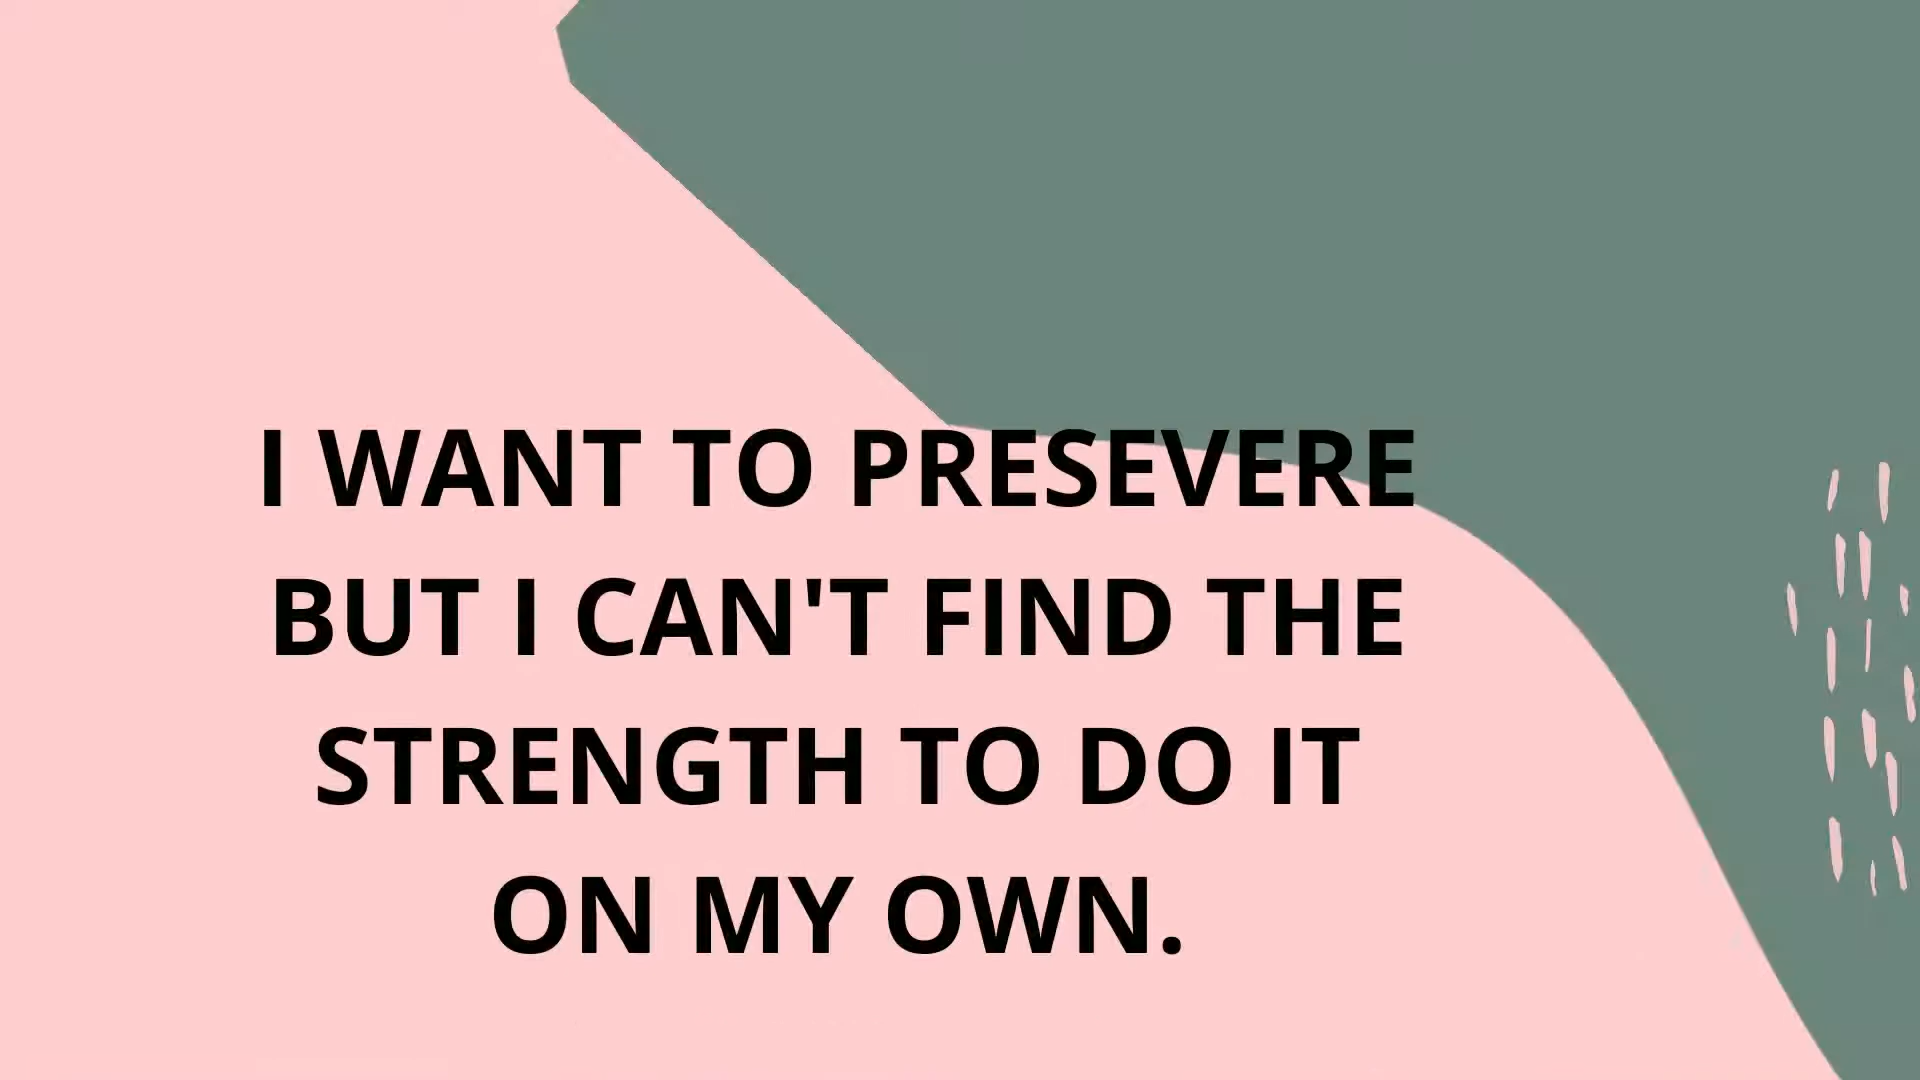 I WANT TO PRESEVERE
BUT I CAN'T FIND THE
STRENGTH TO DO IT
ON MY OWN.